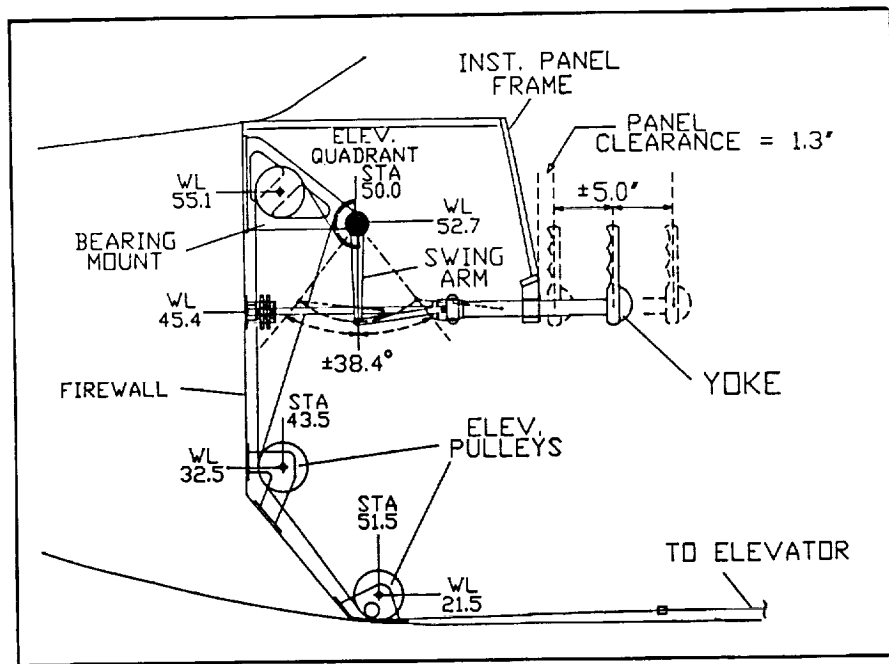 INST. PANEL
FRAME
PANEL
CLEARANCE = 1.3"
±5.0"
ELEV.
QUADRANT
STA
50.0
WL
55.1
WL
52.7
BEARING
MOUNT
SWING
ARM
WL
45.4
±38.4°
YOKE
FIREWALL
STA
43.5
ELEV.
PULLEYS
WL
32.5
STA
51.5
WL
21.5
TO ELEVATOR